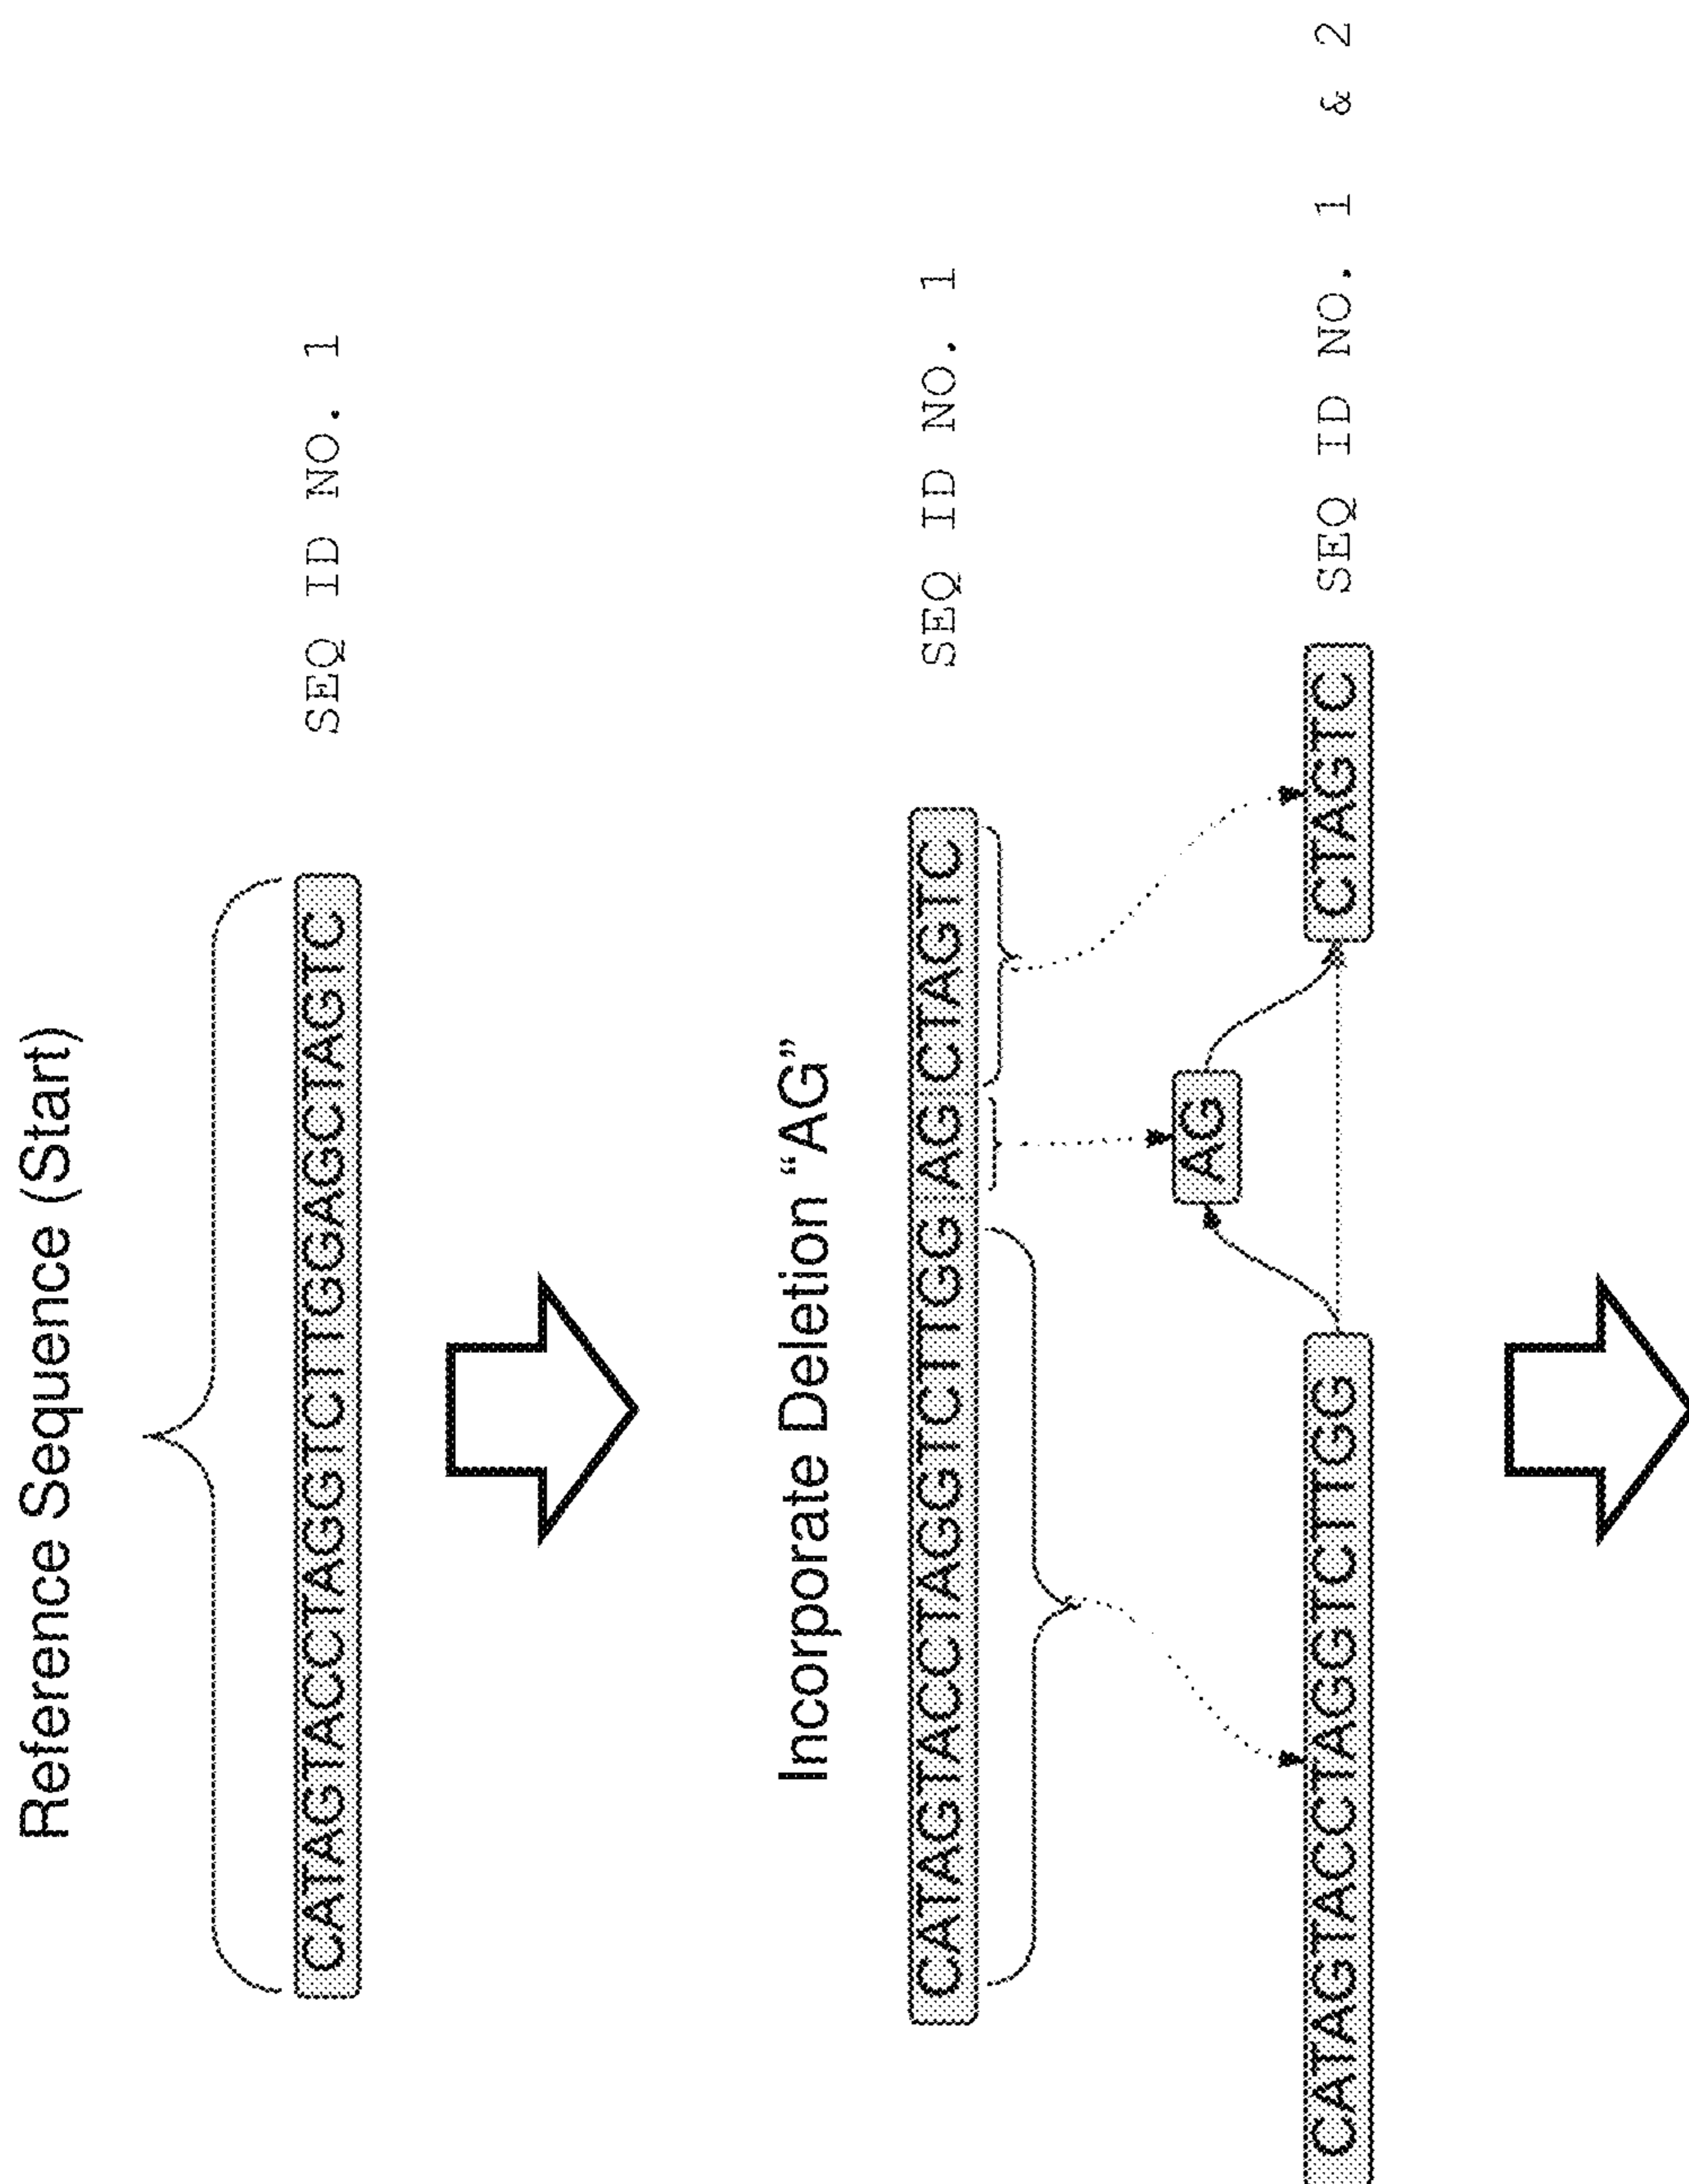 Reference Sequence (Start)
CATAGTACCTAGGTCTTGGAGCTAGTC SEQ ID NO. 1
Incorporate Deletion “AG”
CATAGTACCTAGGTCTTGG AG CTAGTC SEQ ID NO. 1
AG
CATAGTACCTAGGTCTTGG CTAGTC SEQ ID NO. 1 & 2